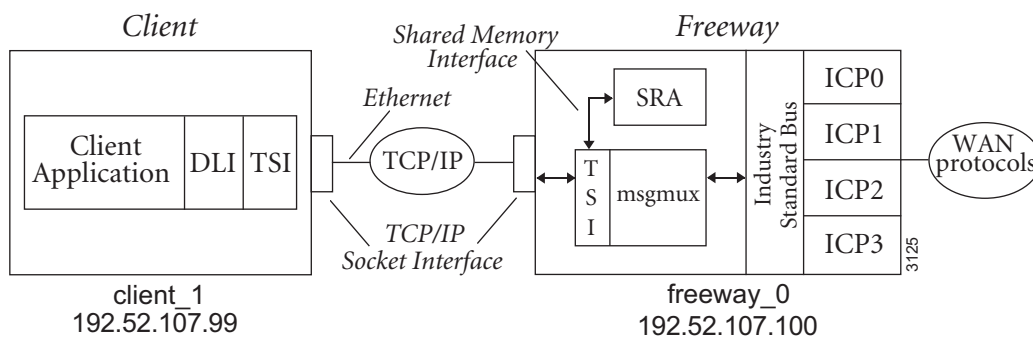 Client
Shared Memory
Interface
Freeway
Ethernet
Client
Application
DLI
TSI
TCP/IP
TCP/IP
Socket Interface
SRA
T
S
I
msgmux
Industry
Standard Bus
ICP0
ICP1
ICP2
ICP3
WAN
protocols
3125
client_1
192.52.107.99
freeway_0
192.52.107.100